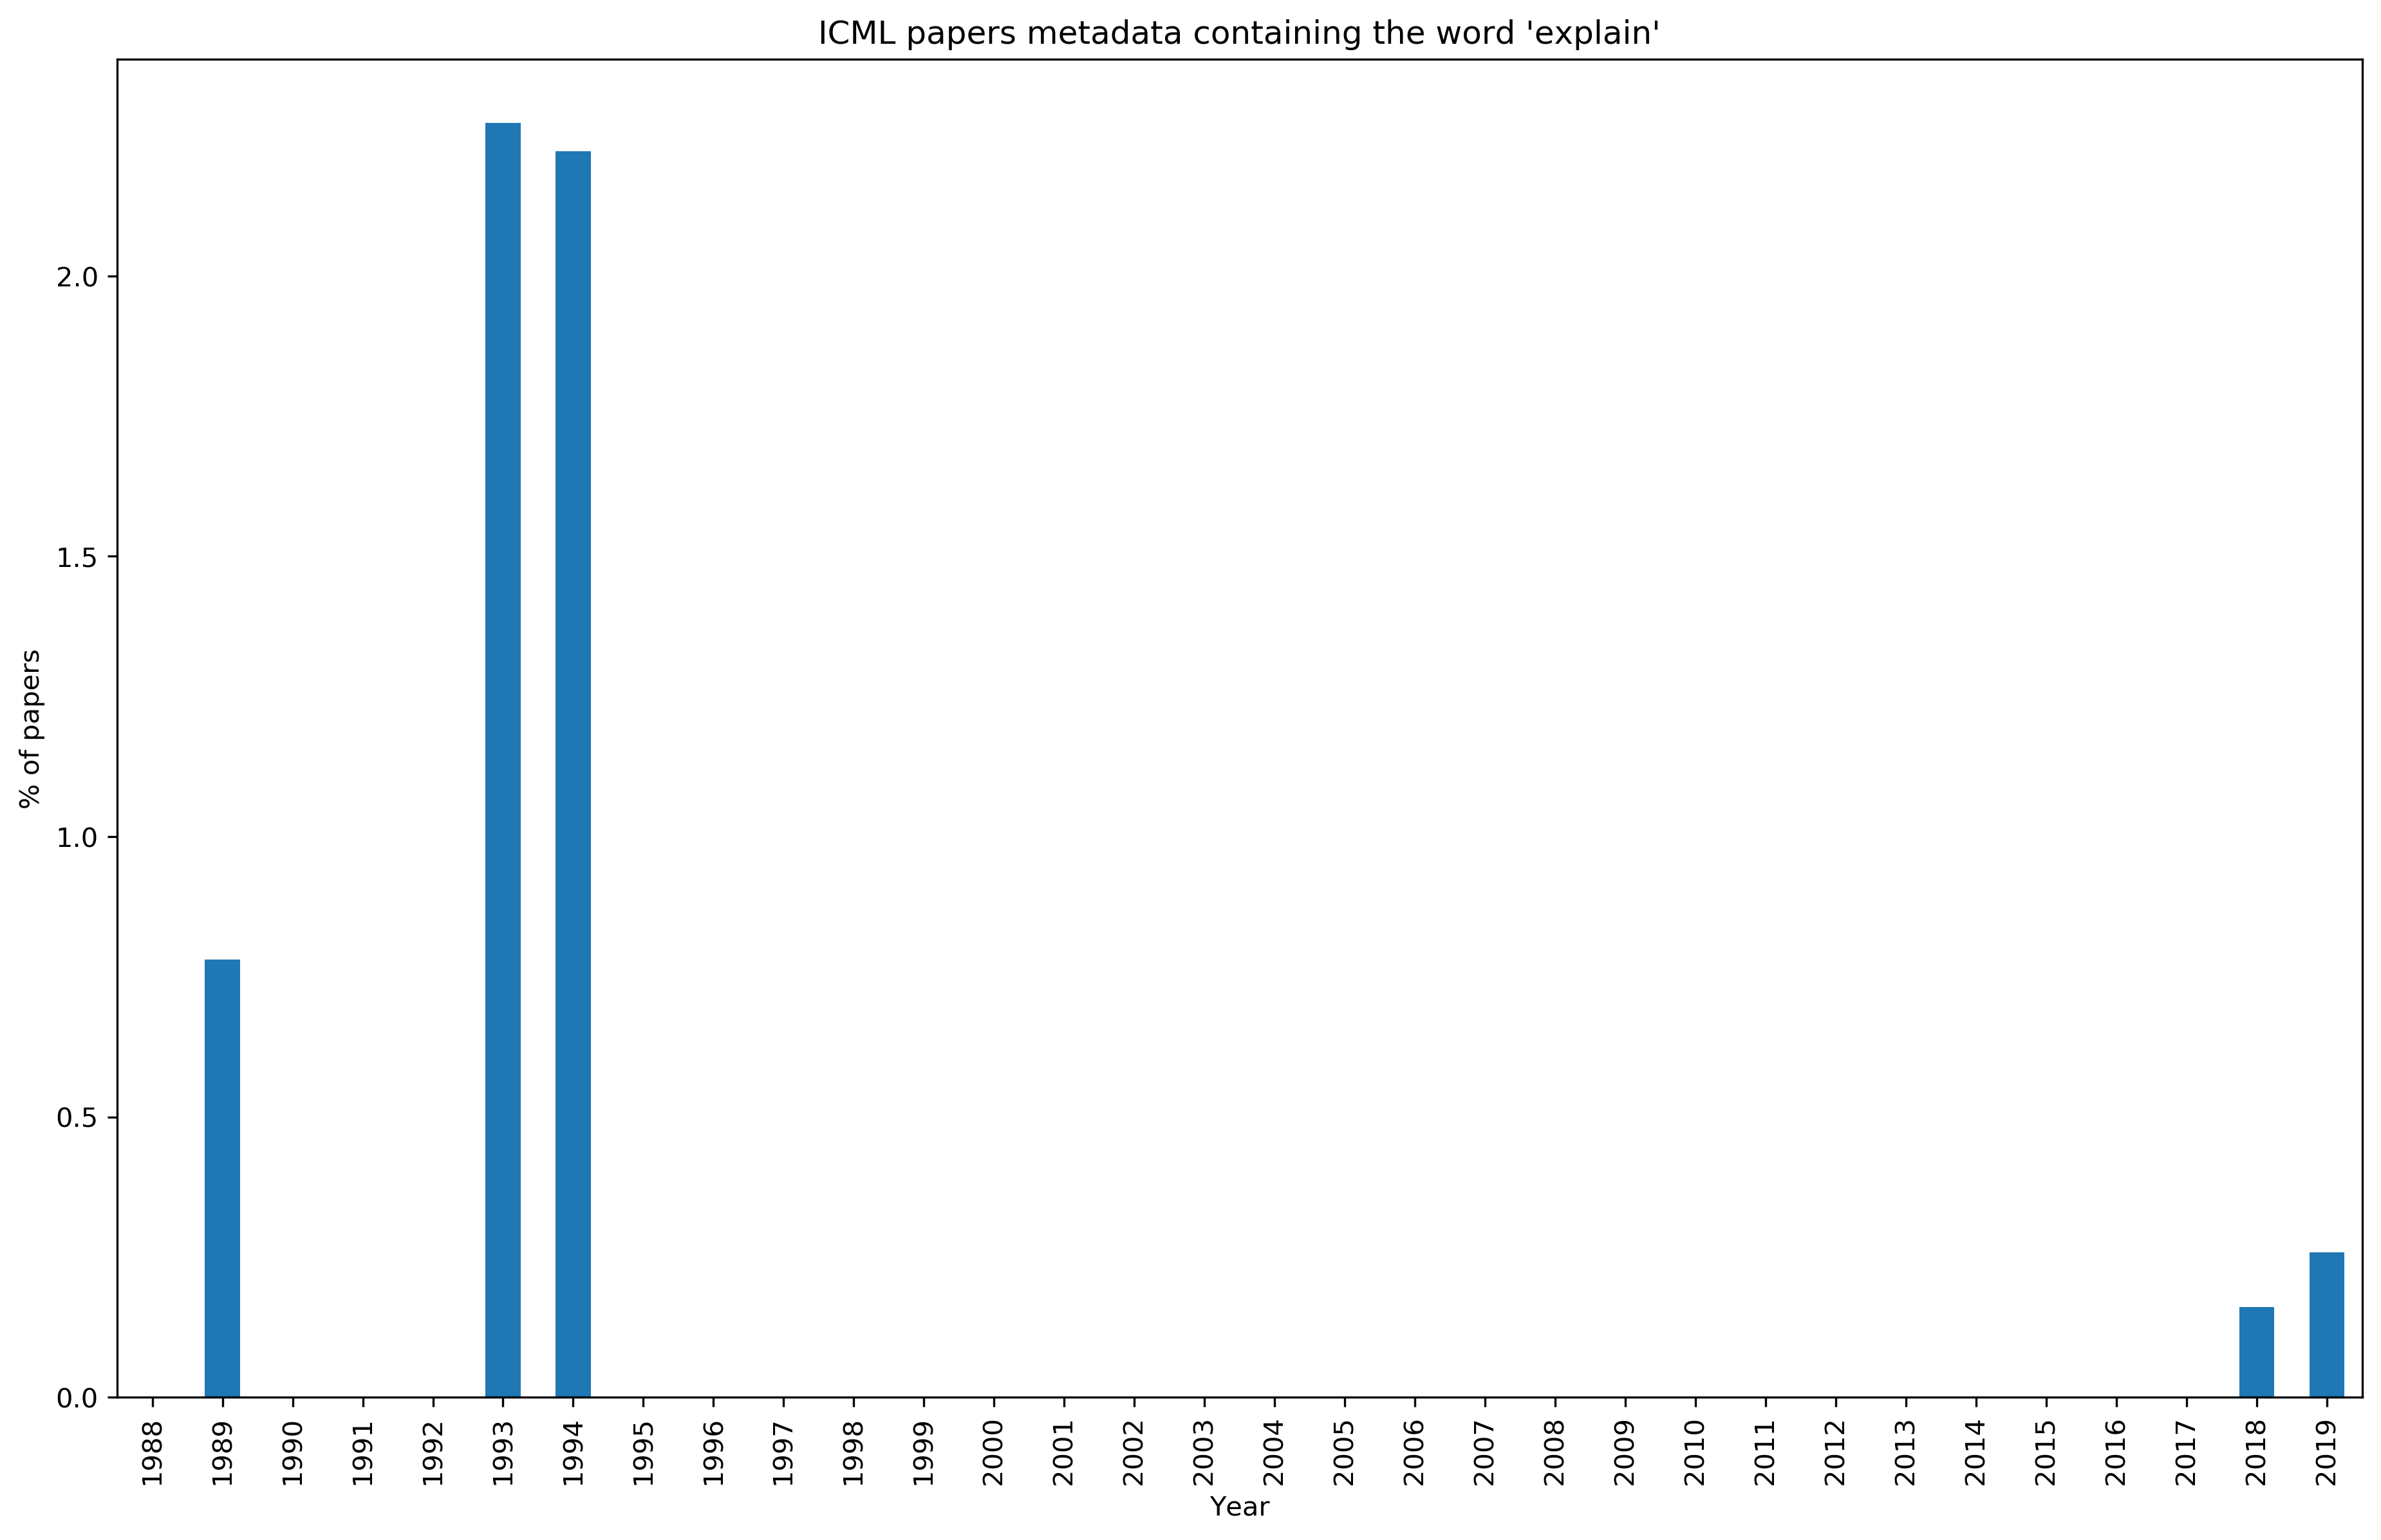 ICML papers metadata containing the word 'explain'
% of papers
2.0
1.5
1.0
0.5
0.0
1988 1989 1990 1991 1992 1993 1994 1995 1996 1997 1998 1999 2000 2001 2002 2003 2004 2005 2006 2007 2008 2009 2010 2011 2012 2013 2014 2015 2016 2017 2018 2019
Year